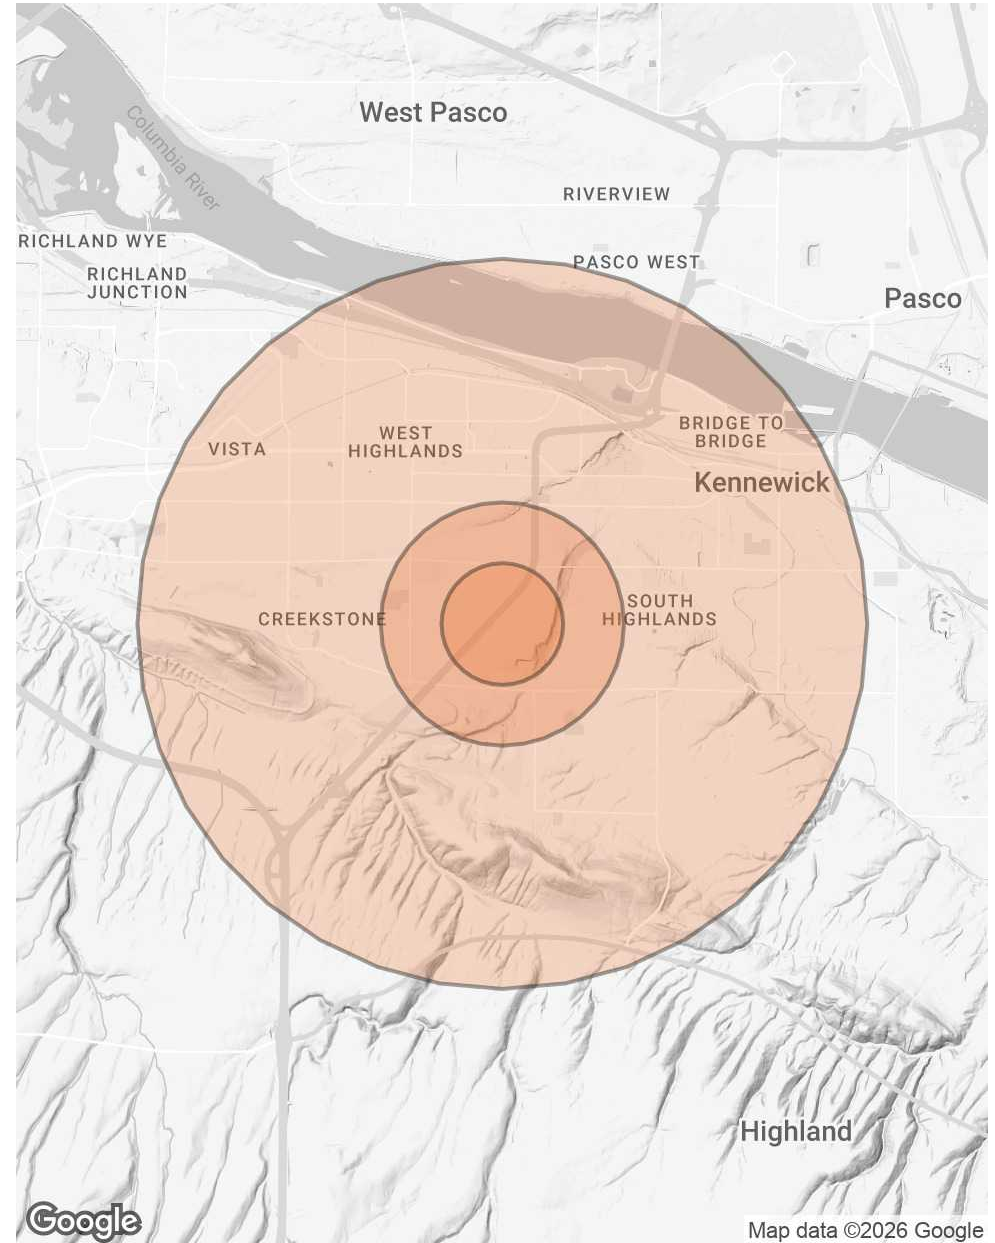 West Pasco
Columbia River
RIVERVIEW
RICHLAND WYE
PASCO WEST
RICHLAND
JUNCTION
Pasco
BRIDGE TO
BRIDGE
WEST
HIGHLANDS
VISTA
Kennewick
SOUTH
HIGHLANDS
CREEKSTONE
Highland
Google
Map data ©2026 Google